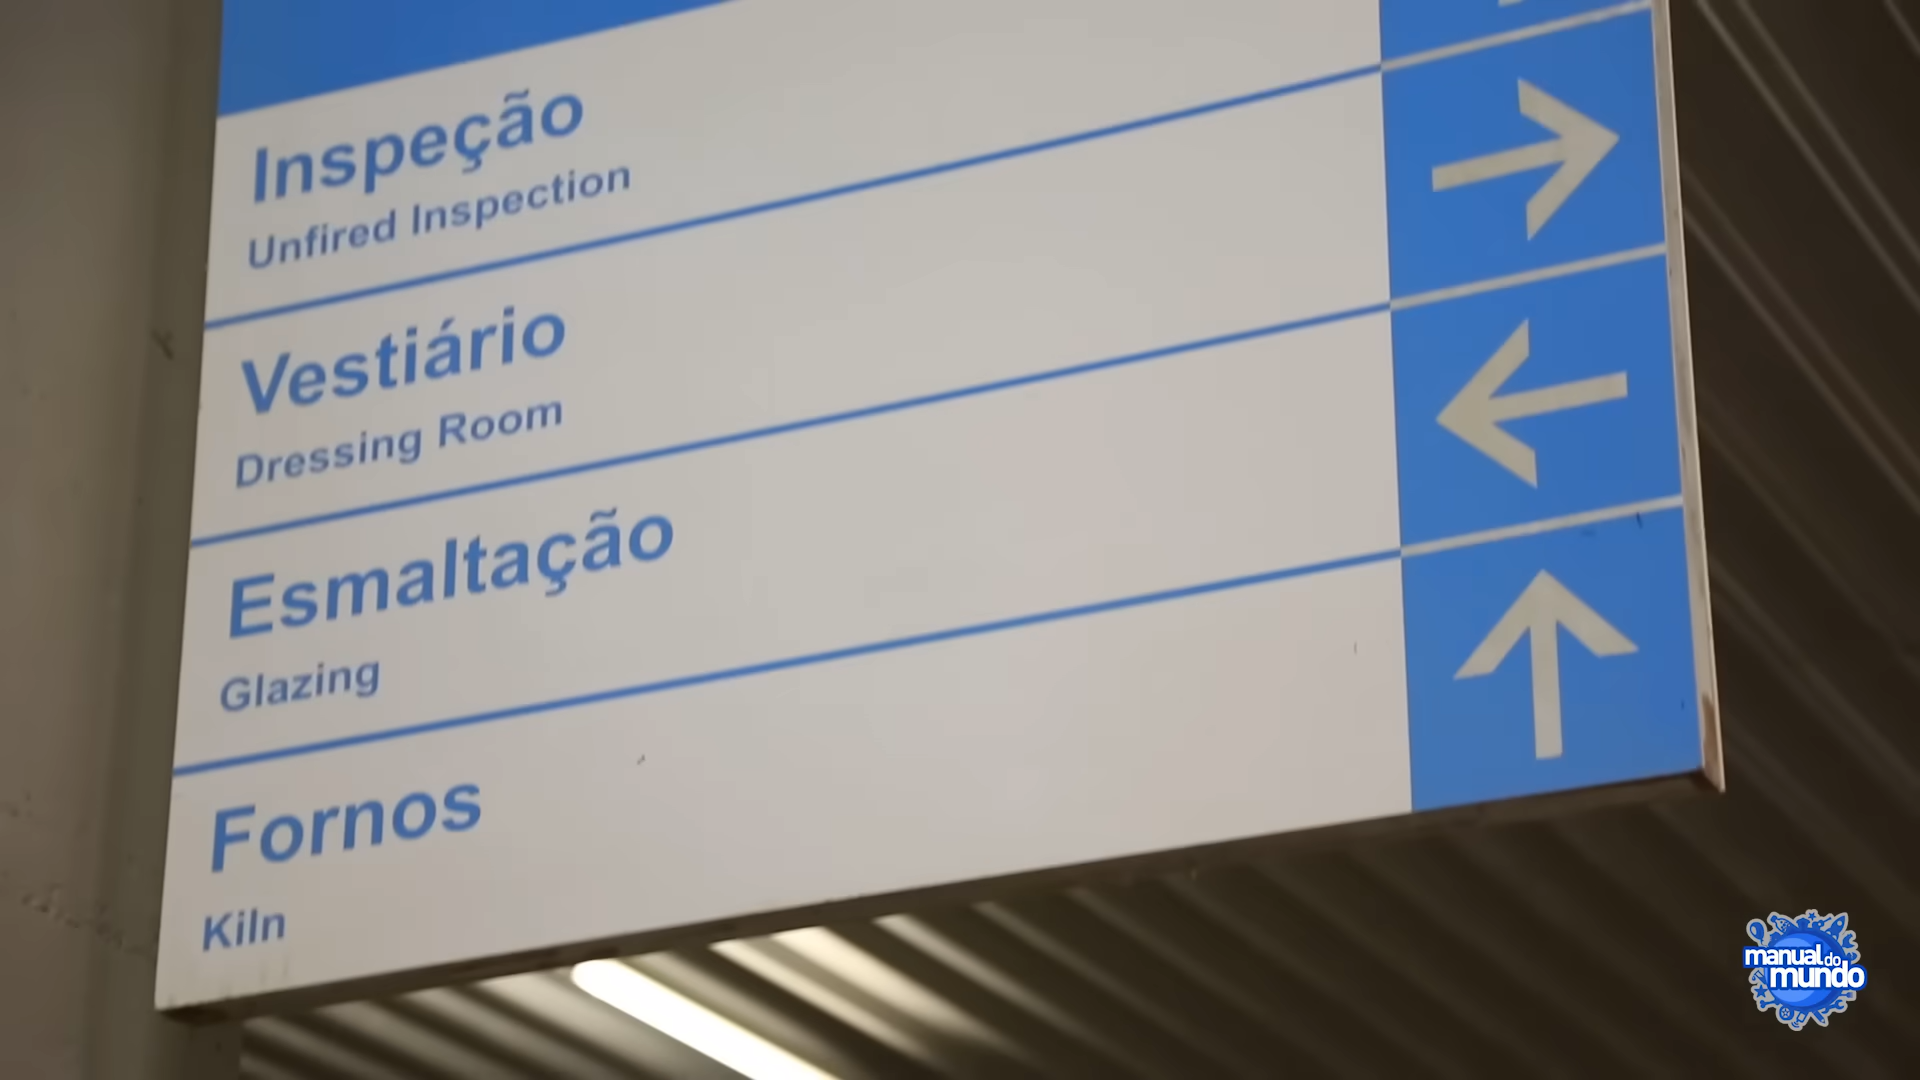 Inspeção
Unfired Inspection
Vestiário
Dressing Room
Esmaltação
Glazing
Fornos
Kiln
manual do
mundo